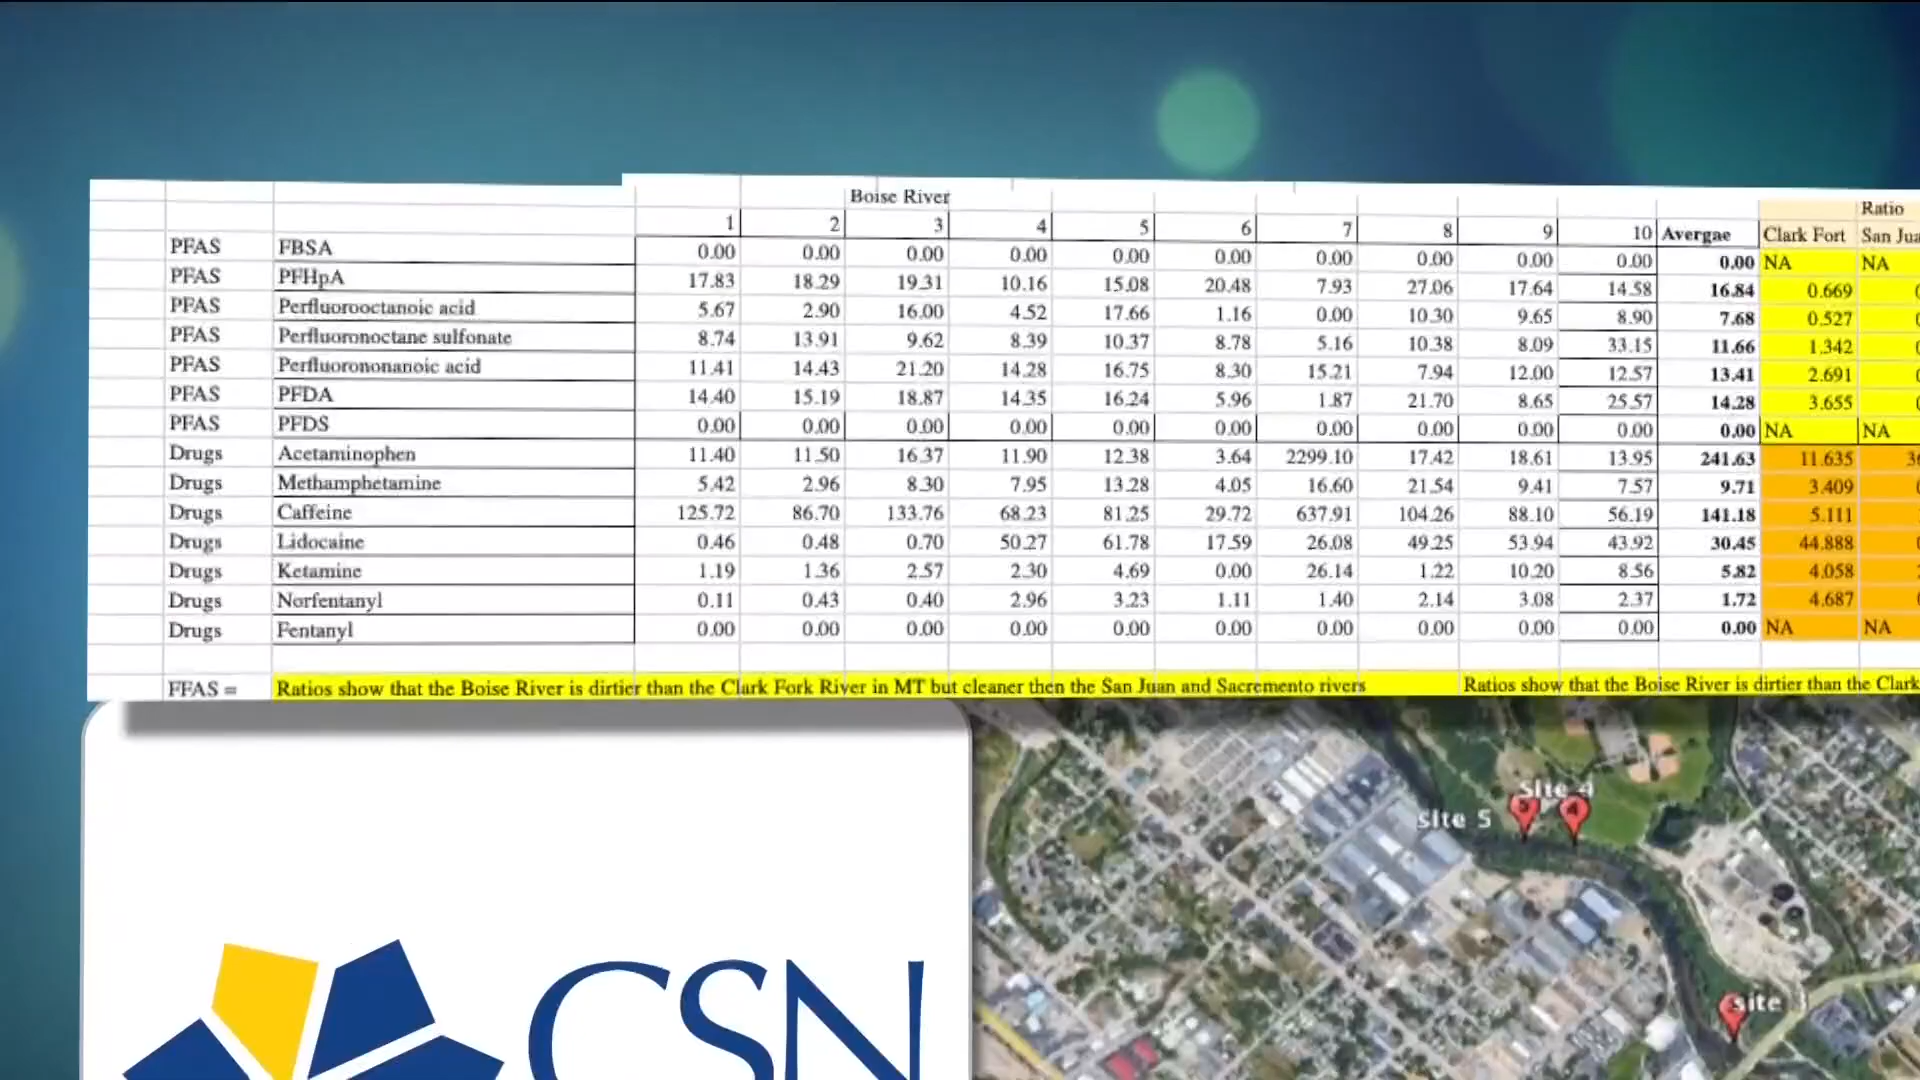 Boise River
Ratio
1 2 3 4 5 6 7 8 9 10 Avergae Clark Fort San Jua
PFAS FBSA 0.00 0.00 0.00 0.00 0.00 0.00 0.00 0.00 0.00 0.00 0.00 NA NA
PFAS PFHpA 17.83 18.29 19.31 10.16 15.08 20.48 7.93 27.06 17.64 14.58 16.84 0.669
PFAS Perfluorooctanoic acid 5.67 2.90 16.00 4.52 17.66 1.16 0.00 10.30 9.65 8.90 7.68 0.527
PFAS Perfluoronoctane sulfonate 8.74 13.91 9.62 8.39 10.37 8.78 5.16 10.38 8.09 33.15 11.66 1.342
PFAS Perfluorononanoic acid 11.41 14.43 21.20 14.28 16.75 8.30 15.21 7.94 12.00 12.57 13.41 2.691
PFAS PFDA 14.40 15.19 18.87 14.35 16.24 5.96 1.87 21.70 8.65 25.57 14.28 3.655
PFAS PFDS 0.00 0.00 0.00 0.00 0.00 0.00 0.00 0.00 0.00 0.00 0.00 NA NA
Drugs Acetaminophen 11.40 11.50 16.37 11.90 12.38 3.64 2299.10 17.42 18.61 13.95 241.63 11.635
Drugs Methamphetamine 5.42 2.96 8.30 7.95 13.28 4.05 16.60 21.54 9.41 7.57 9.71 3.409
Drugs Caffeine 125.72 86.70 133.76 68.23 81.25 29.72 637.91 104.26 88.10 56.19 141.18 5.111
Drugs Lidocaine 0.46 0.48 0.70 50.27 61.78 17.59 26.08 49.25 53.94 43.92 30.45 44.888
Drugs Ketamine 1.19 1.36 2.57 2.30 4.69 0.00 26.14 1.22 10.20 8.56 5.82 4.058
Drugs Norfentanyl 0.11 0.43 0.40 2.96 3.23 1.11 1.40 2.14 3.08 2.37 1.72 4.687
Drugs Fentanyl 0.00 0.00 0.00 0.00 0.00 0.00 0.00 0.00 0.00 0.00 0.00 NA NA
FFAS = Ratios show that the Boise River is dirtier than the Clark Fork River in MT but cleaner then the San Juan and Sacremento rivers Ratios show that the Boise River is dirtier than the Clark
site 4
site 5
5 4
site 3
CSN